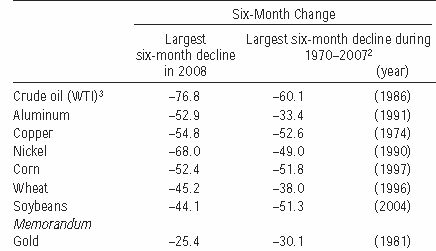 Six-Month Change
Largest Largest six-month decline during
six-month decline 1970–2007²
in 2008 (year)
Crude oil (WTI)³ –76.8 –60.1 (1986)
Aluminum –52.9 –33.4 (1991)
Copper –54.8 –52.6 (1974)
Nickel –68.0 –49.0 (1990)
Corn –52.4 –51.8 (1997)
Wheat –45.2 –38.0 (1996)
Soybeans –44.1 –51.3 (2004)
Memorandum
Gold –25.4 –30.1 (1981)